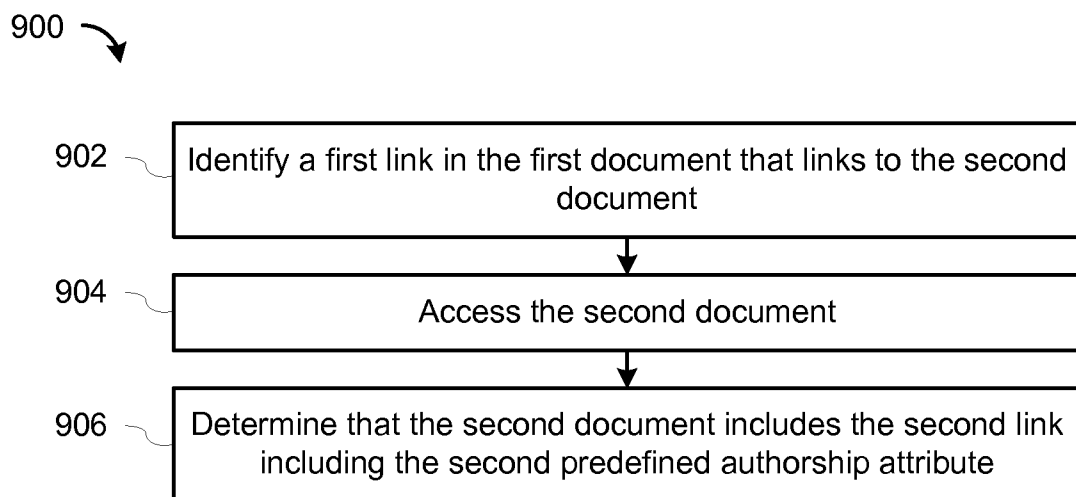 900
902
Identify a first link in the first document that links to the second
document
904
Access the second document
906
Determine that the second document includes the second link
including the second predefined authorship attribute